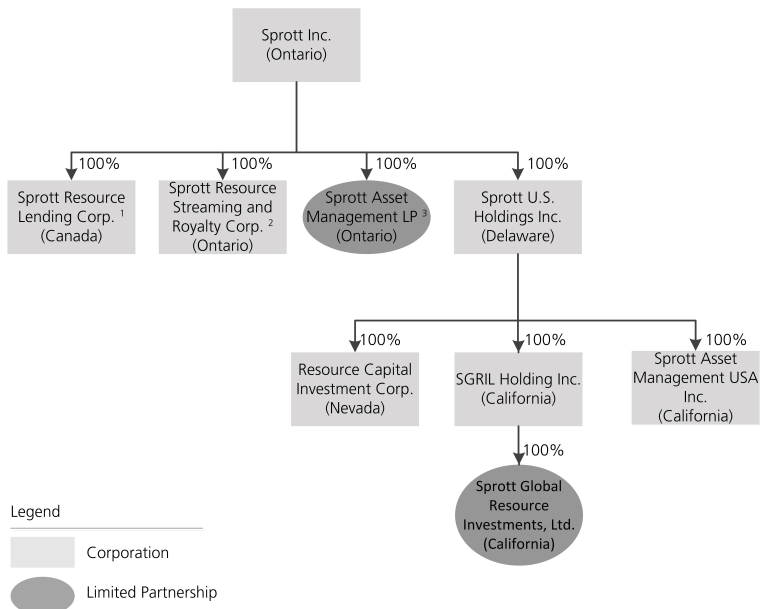 Sprott Inc.
(Ontario)
100%
100%
100%
100%
Sprott Resource
Lending Corp. 1
(Canada)
Sprott Resource
Streaming and
Royalty Corp. 2
(Ontario)
Sprott Asset
Management LP 3
(Ontario)
Sprott U.S.
Holdings Inc.
(Delaware)
100%
100%
100%
Resource Capital
Investment Corp.
(Nevada)
SGRIL Holding Inc.
(California)
Sprott Asset
Management USA
Inc.
(California)
100%
Sprott Global
Resource
Investments, Ltd.
(California)
Legend
Corporation
Limited Partnership